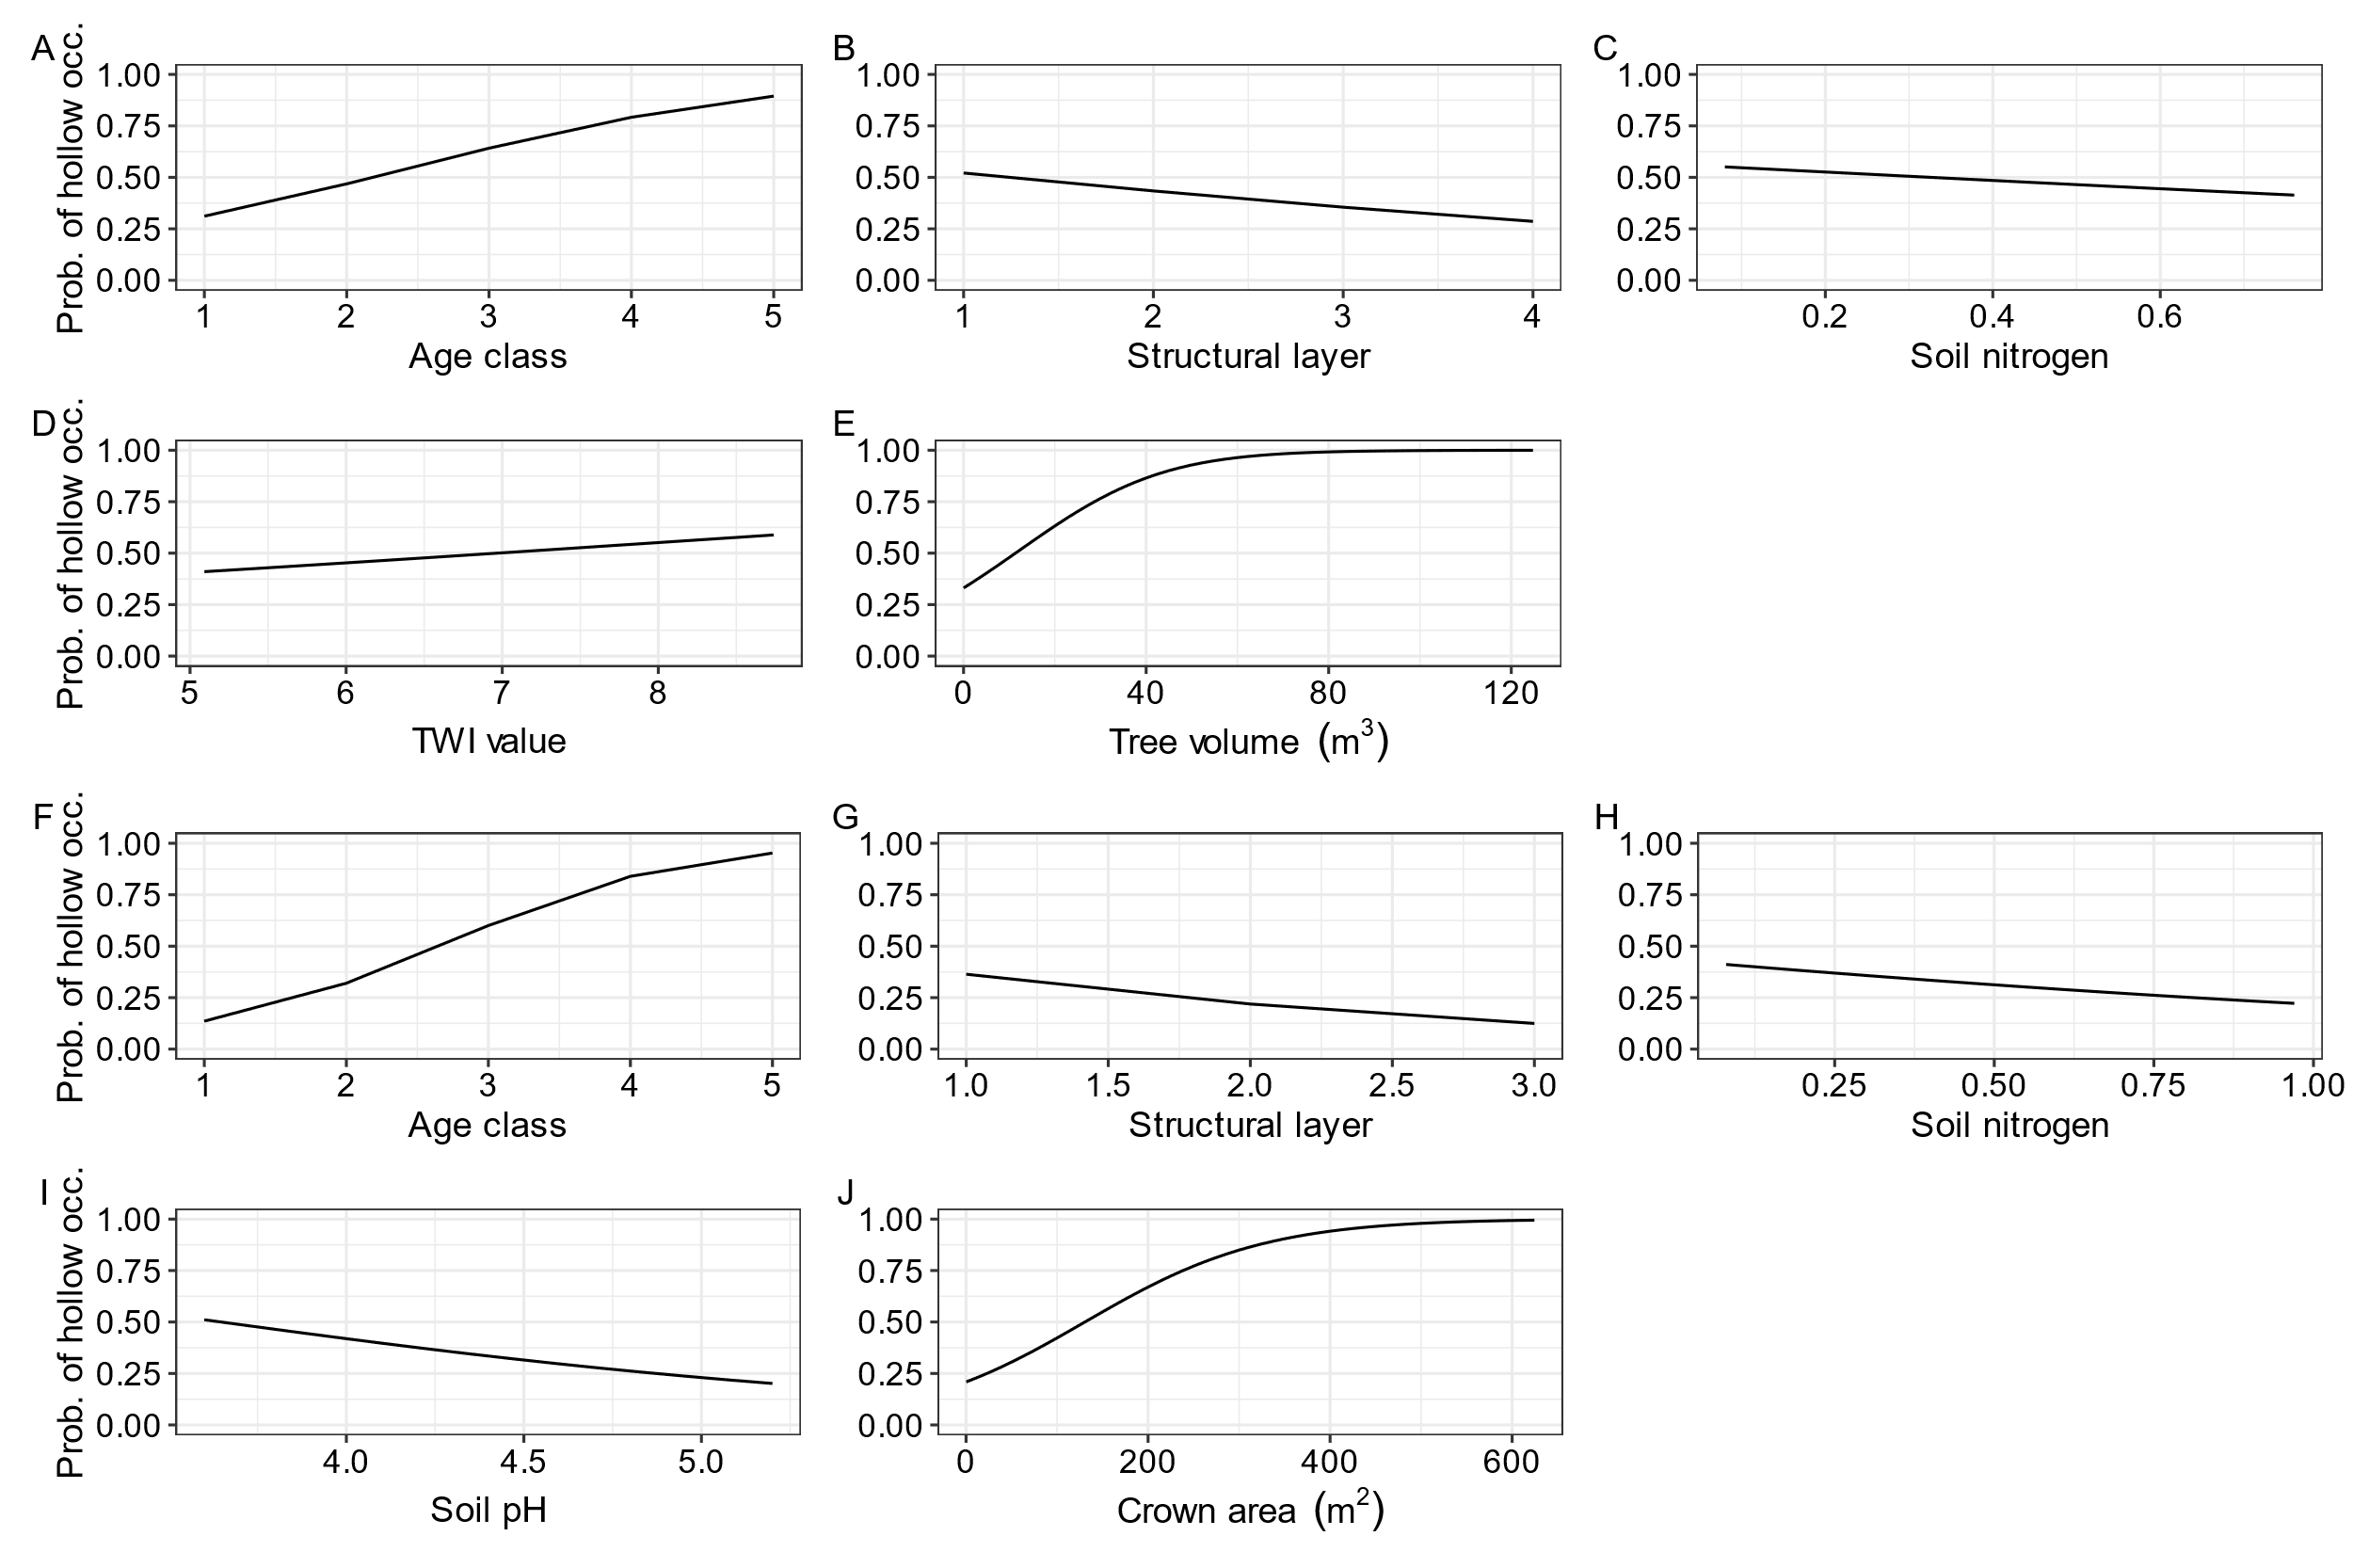 A
Prob. of hollow occ.
1.00
0.75
0.50
0.25
0.00
1 2 3 4 5
Age class
B
1.00
0.75
0.50
0.25
0.00
1 2 3 4
Structural layer
C
1.00
0.75
0.50
0.25
0.00
0.2 0.4 0.6
Soil nitrogen
D
Prob. of hollow occ.
1.00
0.75
0.50
0.25
0.00
5 6 7 8
TWI value
E
1.00
0.75
0.50
0.25
0.00
0 40 80 120
Tree volume (m³)
F
Prob. of hollow occ.
1.00
0.75
0.50
0.25
0.00
1 2 3 4 5
Age class
G
1.00
0.75
0.50
0.25
0.00
1.0 1.5 2.0 2.5 3.0
Structural layer
H
1.00
0.75
0.50
0.25
0.00
0.25 0.50 0.75 1.00
Soil nitrogen
I
Prob. of hollow occ.
1.00
0.75
0.50
0.25
0.00
4.0 4.5 5.0
Soil pH
J
1.00
0.75
0.50
0.25
0.00
0 200 400 600
Crown area (m²)